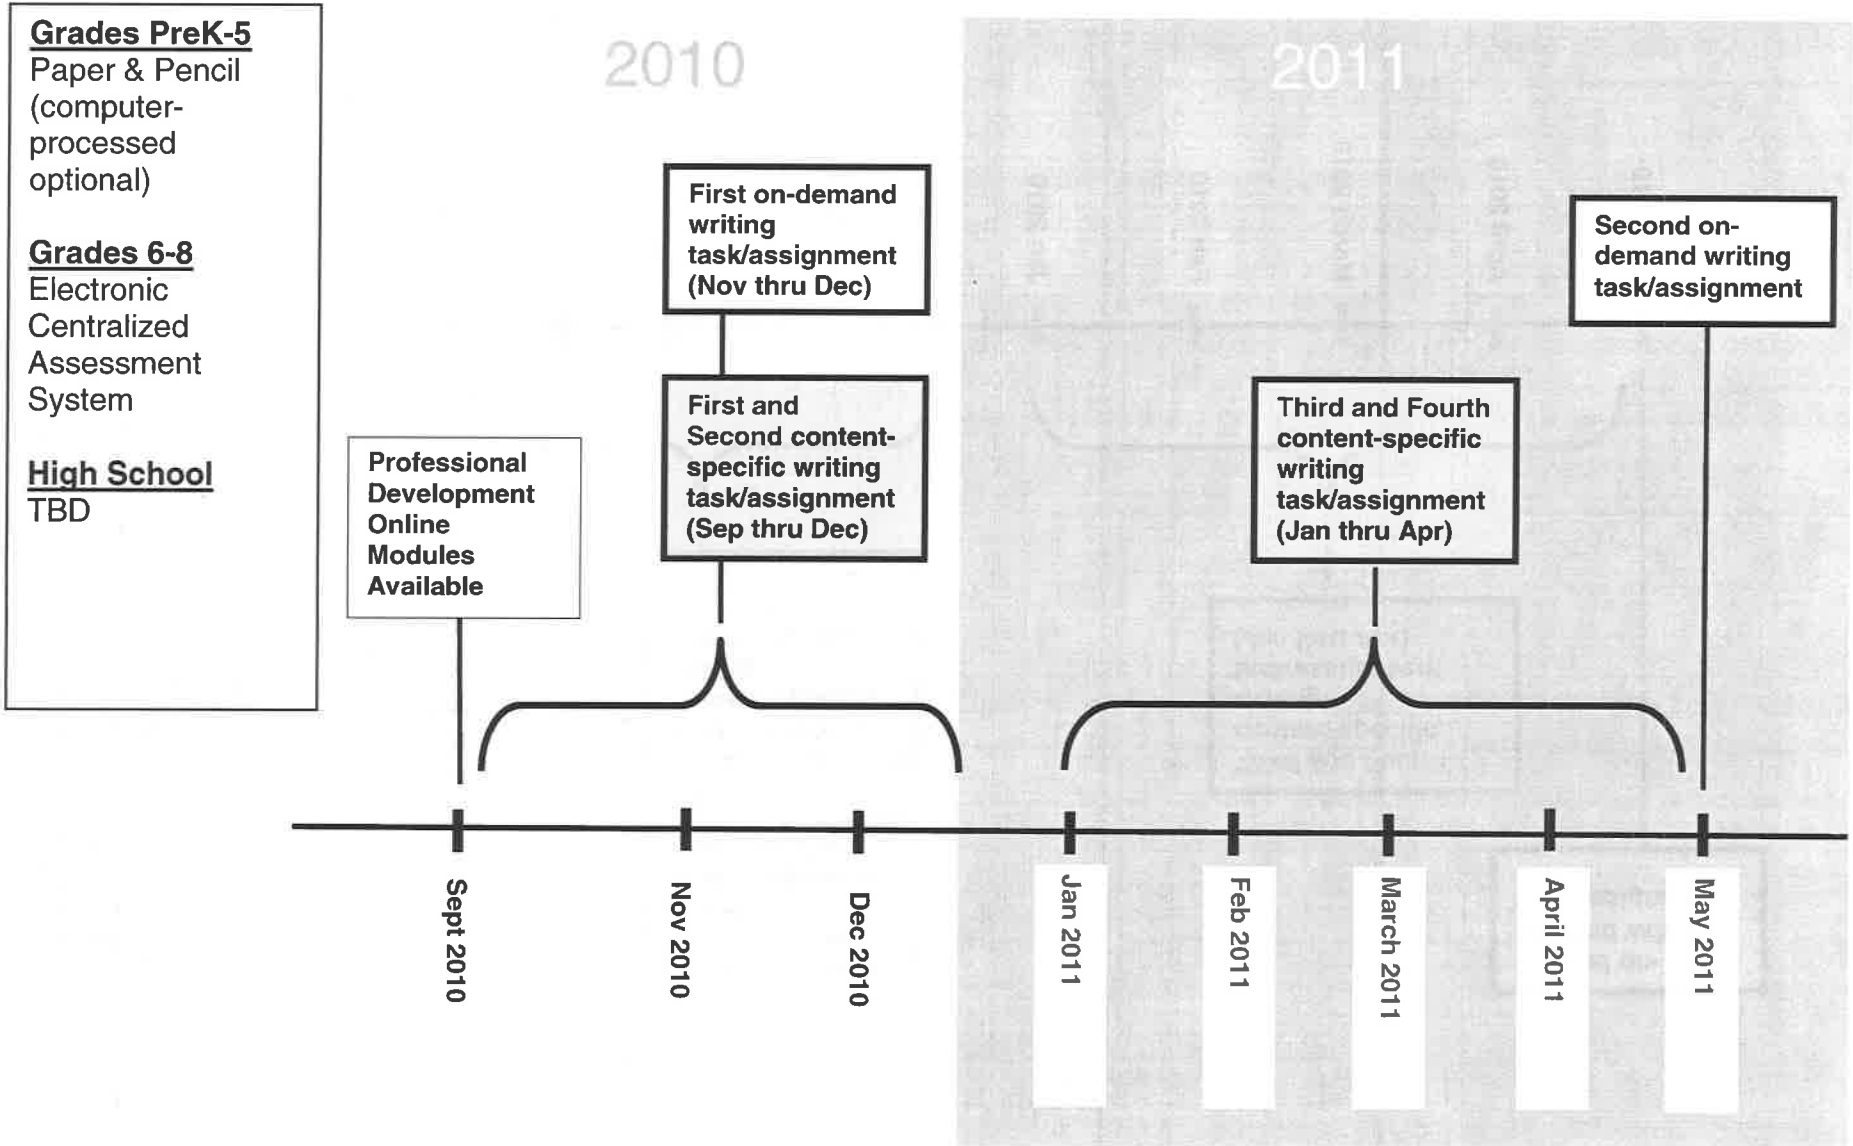 Grades PreK-5
Paper & Pencil
(computer-
processed
optional)
Grades 6-8
Electronic
Centralized
Assessment
System
High School
TBD
2010
2011
First on-demand
writing
task/assignment
(Nov thru Dec)
Second on-
demand writing
task/assignment
First and
Second content-
specific writing
task/assignment
(Sep thru Dec)
Third and Fourth
content-specific
writing
task/assignment
(Jan thru Apr)
Professional
Development
Online
Modules
Available
Sept 2010
Nov 2010
Dec 2010
Jan 2011
Feb 2011
March 2011
April 2011
May 2011